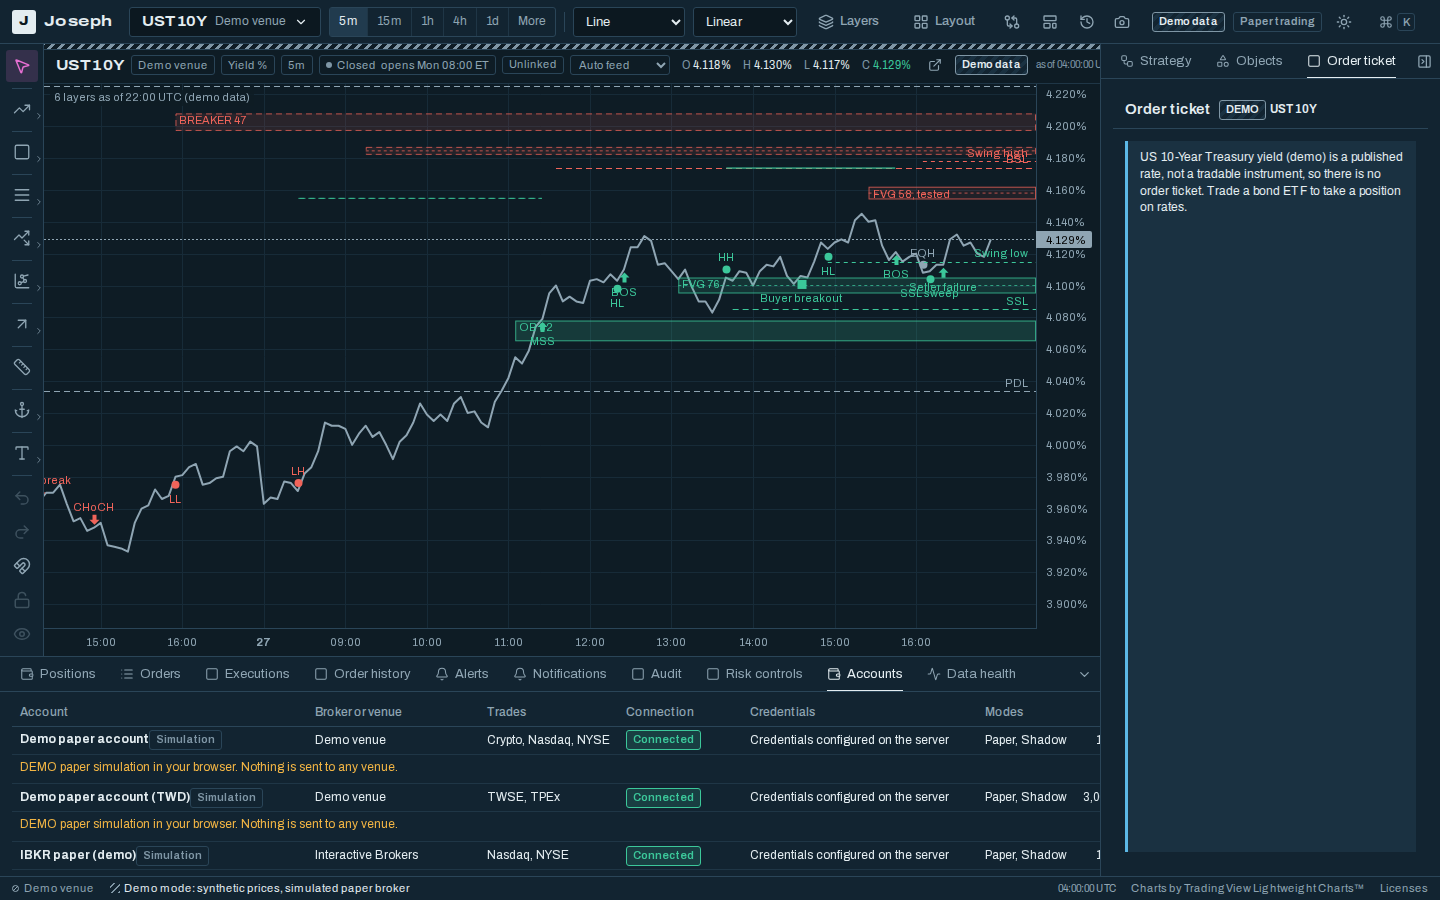 J Joseph UST10Y Demo venue 5m 15m 1h 4h 1d More Line Linear Layers Layout Demo data Paper trading ⌘ K
UST10Y Demo venue Yield % 5m Closed opens Mon 08:00 ET Unlinked Auto feed O 4.118% H 4.130% L 4.117% C 4.129% Demo data as of 04:00:00 U
Strategy Objects Order ticket
6 layers as of 22:00 UTC (demo data)
4.220%
BREAKER 47
4.200%
Swing high
BSL
4.180%
FVG 58, tested
4.160%
4.140%
4.129%
EQH
Swing low
4.120%
HH
HL
BOS
FVG 76
4.100%
Seller failure
SSL sweep
BOS
HL
Buyer breakout
SSL
4.080%
MSS
4.060%
PDL
4.040%
4.020%
4.000%
LH
break
3.980%
LL
CHoCH
3.960%
3.940%
3.920%
3.900%
15:00 16:00 27 09:00 10:00 11:00 12:00 13:00 14:00 15:00 16:00
Order ticket DEMO UST10Y
US 10-Year Treasury yield (demo) is a published
rate, not a tradable instrument, so there is no
order ticket. Trade a bond ETF to take a position
on rates.
Positions Orders Executions Order history Alerts Notifications Audit Risk controls Accounts Data health
Account Broker or venue Trades Connection Credentials Modes
Demo paper account Simulation Demo venue Crypto, Nasdaq, NYSE Connected Credentials configured on the server Paper, Shadow 1
DEMO paper simulation in your browser. Nothing is sent to any venue.
Demo paper account (TWD) Simulation Demo venue TWSE, TPEx Connected Credentials configured on the server Paper, Shadow 3,0
DEMO paper simulation in your browser. Nothing is sent to any venue.
IBKR paper (demo) Simulation Interactive Brokers Nasdaq, NYSE Connected Credentials configured on the server Paper, Shadow 1
Demo venue Demo mode: synthetic prices, simulated paper broker 04:00:00 UTC Charts by TradingView Lightweight Charts™ Licenses